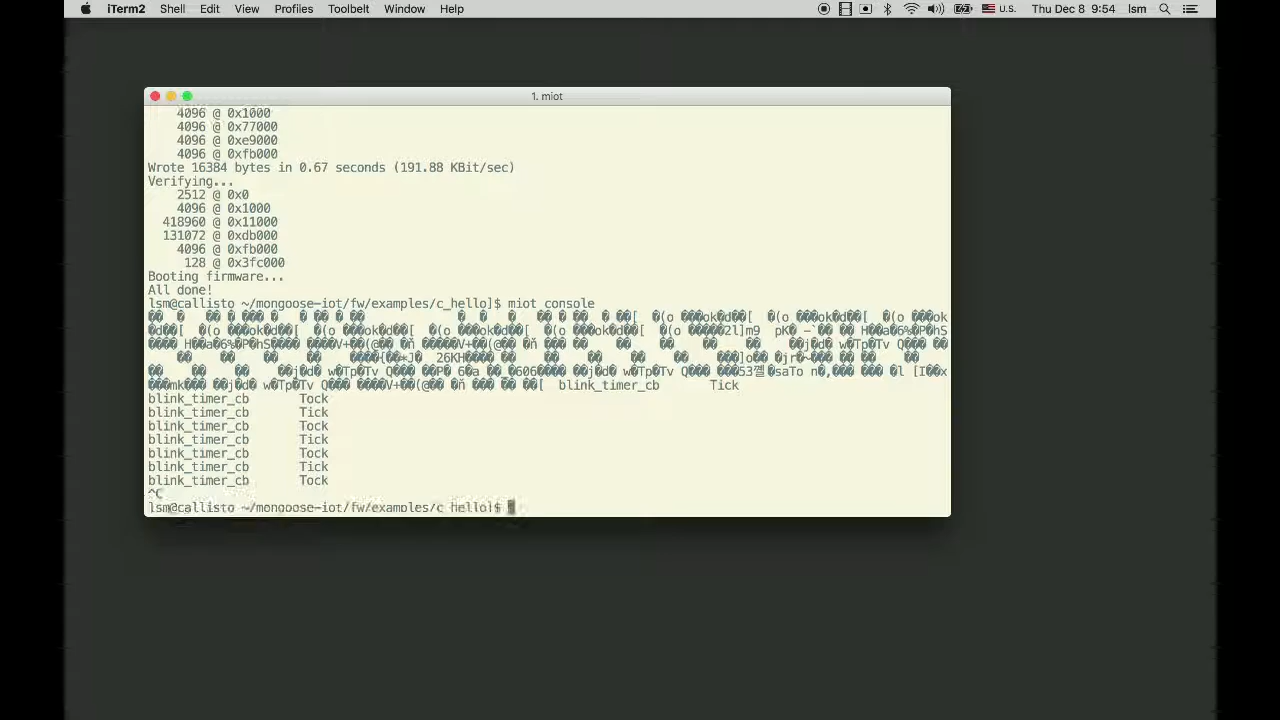 iTerm2 Shell Edit View Profiles Toolbelt Window Help U.S. Thu Dec 8 9:54 lsm
1. miot
4096 @ 0x1000
4096 @ 0x77000
4096 @ 0xe9000
4096 @ 0xfb000
Wrote 16384 bytes in 0.67 seconds (191.88 KBit/sec)
Verifying...
2512 @ 0x0
4096 @ 0x1000
418960 @ 0x11000
131072 @ 0xdb000
4096 @ 0xfb000
128 @ 0x3fc000
Booting firmware...
All done!
lsm@callisto ~/mongoose-iot/fw/examples/c_hello]$ miot console
blink_timer_cb Tick
blink_timer_cb Tock
blink_timer_cb Tick
blink_timer_cb Tock
blink_timer_cb Tick
blink_timer_cb Tock
blink_timer_cb Tick
blink_timer_cb Tock
^C
lsm@callisto ~/mongoose-iot/fw/examples/c_hello]$